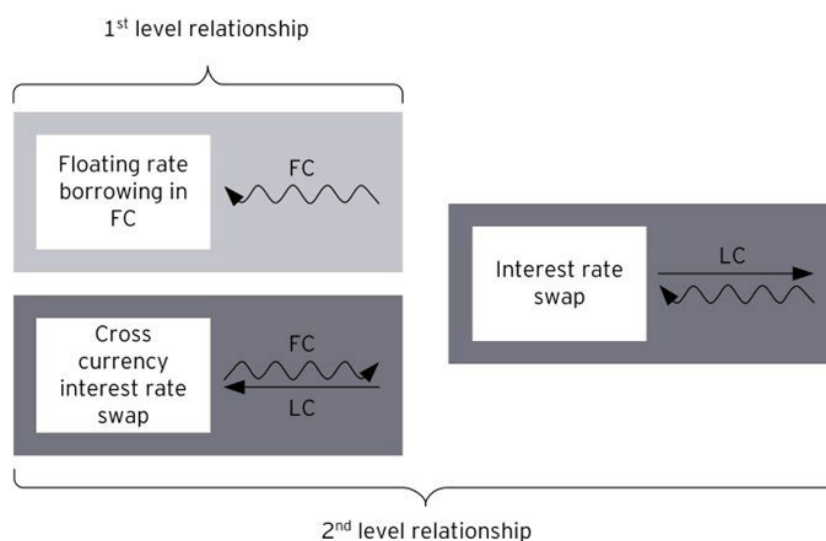 1st level relationship
Floating rate
borrowing in
FC
FC
Cross
currency
interest rate
swap
FC
LC
Interest rate
swap
LC
2nd level relationship